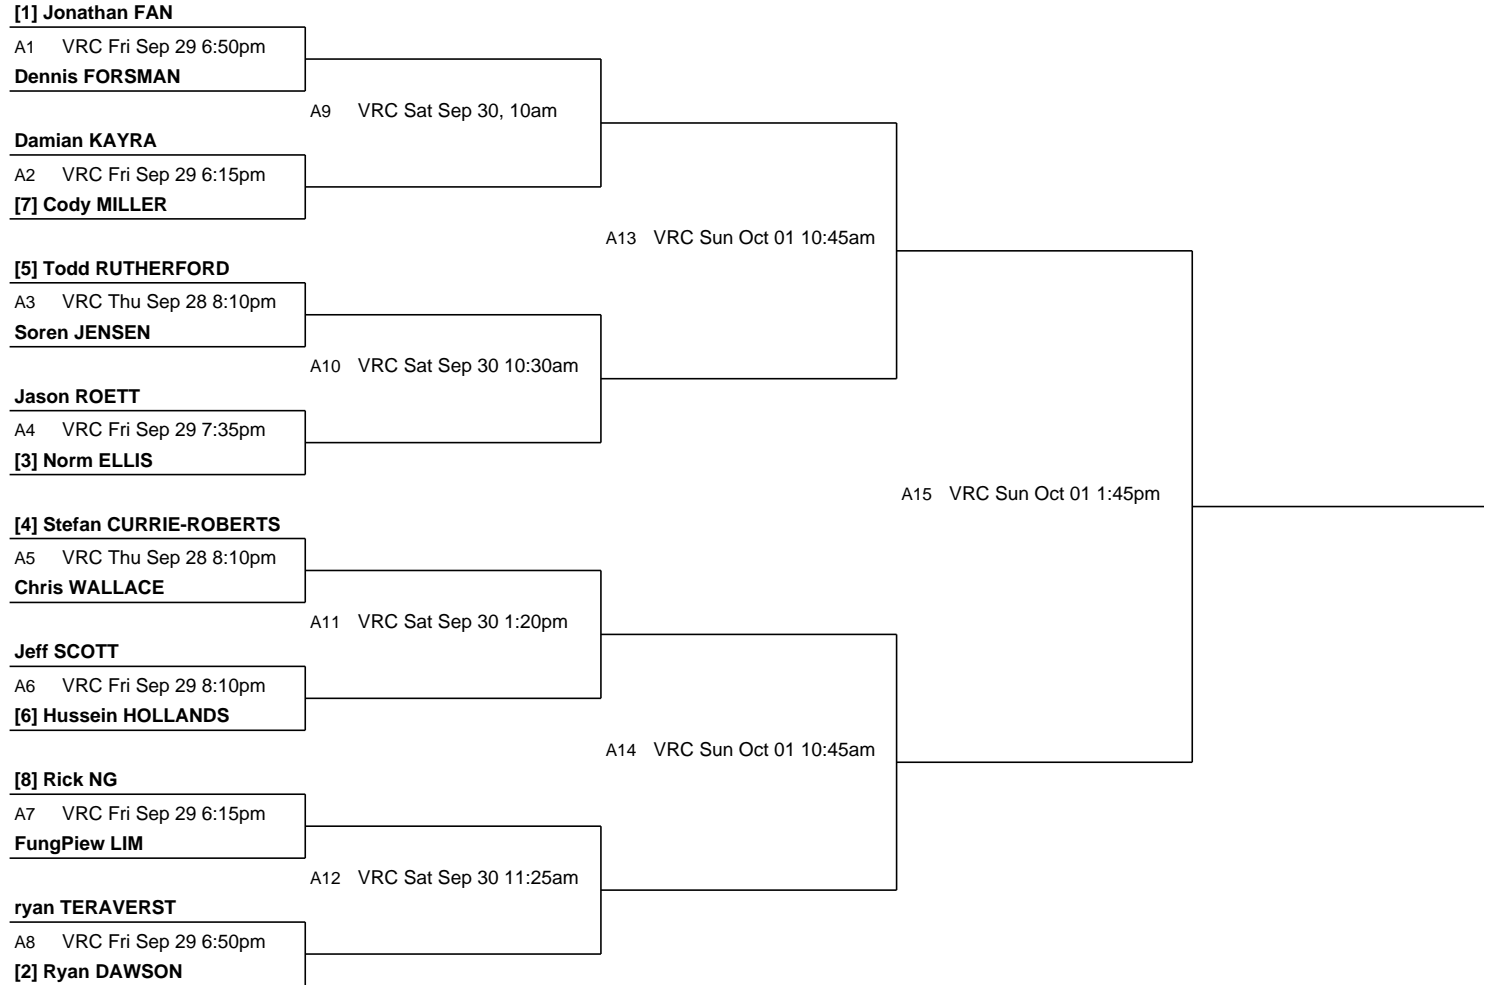 [1] Jonathan FAN
A1 VRC Fri Sep 29 6:50pm
Dennis FORSMAN
A9 VRC Sat Sep 30, 10am
Damian KAYRA
A2 VRC Fri Sep 29 6:15pm
[7] Cody MILLER
A13 VRC Sun Oct 01 10:45am
[5] Todd RUTHERFORD
A3 VRC Thu Sep 28 8:10pm
Soren JENSEN
A10 VRC Sat Sep 30 10:30am
Jason ROETT
A4 VRC Fri Sep 29 7:35pm
[3] Norm ELLIS
A15 VRC Sun Oct 01 1:45pm
[4] Stefan CURRIE-ROBERTS
A5 VRC Thu Sep 28 8:10pm
Chris WALLACE
A11 VRC Sat Sep 30 1:20pm
Jeff SCOTT
A6 VRC Fri Sep 29 8:10pm
[6] Hussein HOLLANDS
A14 VRC Sun Oct 01 10:45am
[8] Rick NG
A7 VRC Fri Sep 29 6:15pm
FungPiew LIM
A12 VRC Sat Sep 30 11:25am
ryan TERAVERST
A8 VRC Fri Sep 29 6:50pm
[2] Ryan DAWSON